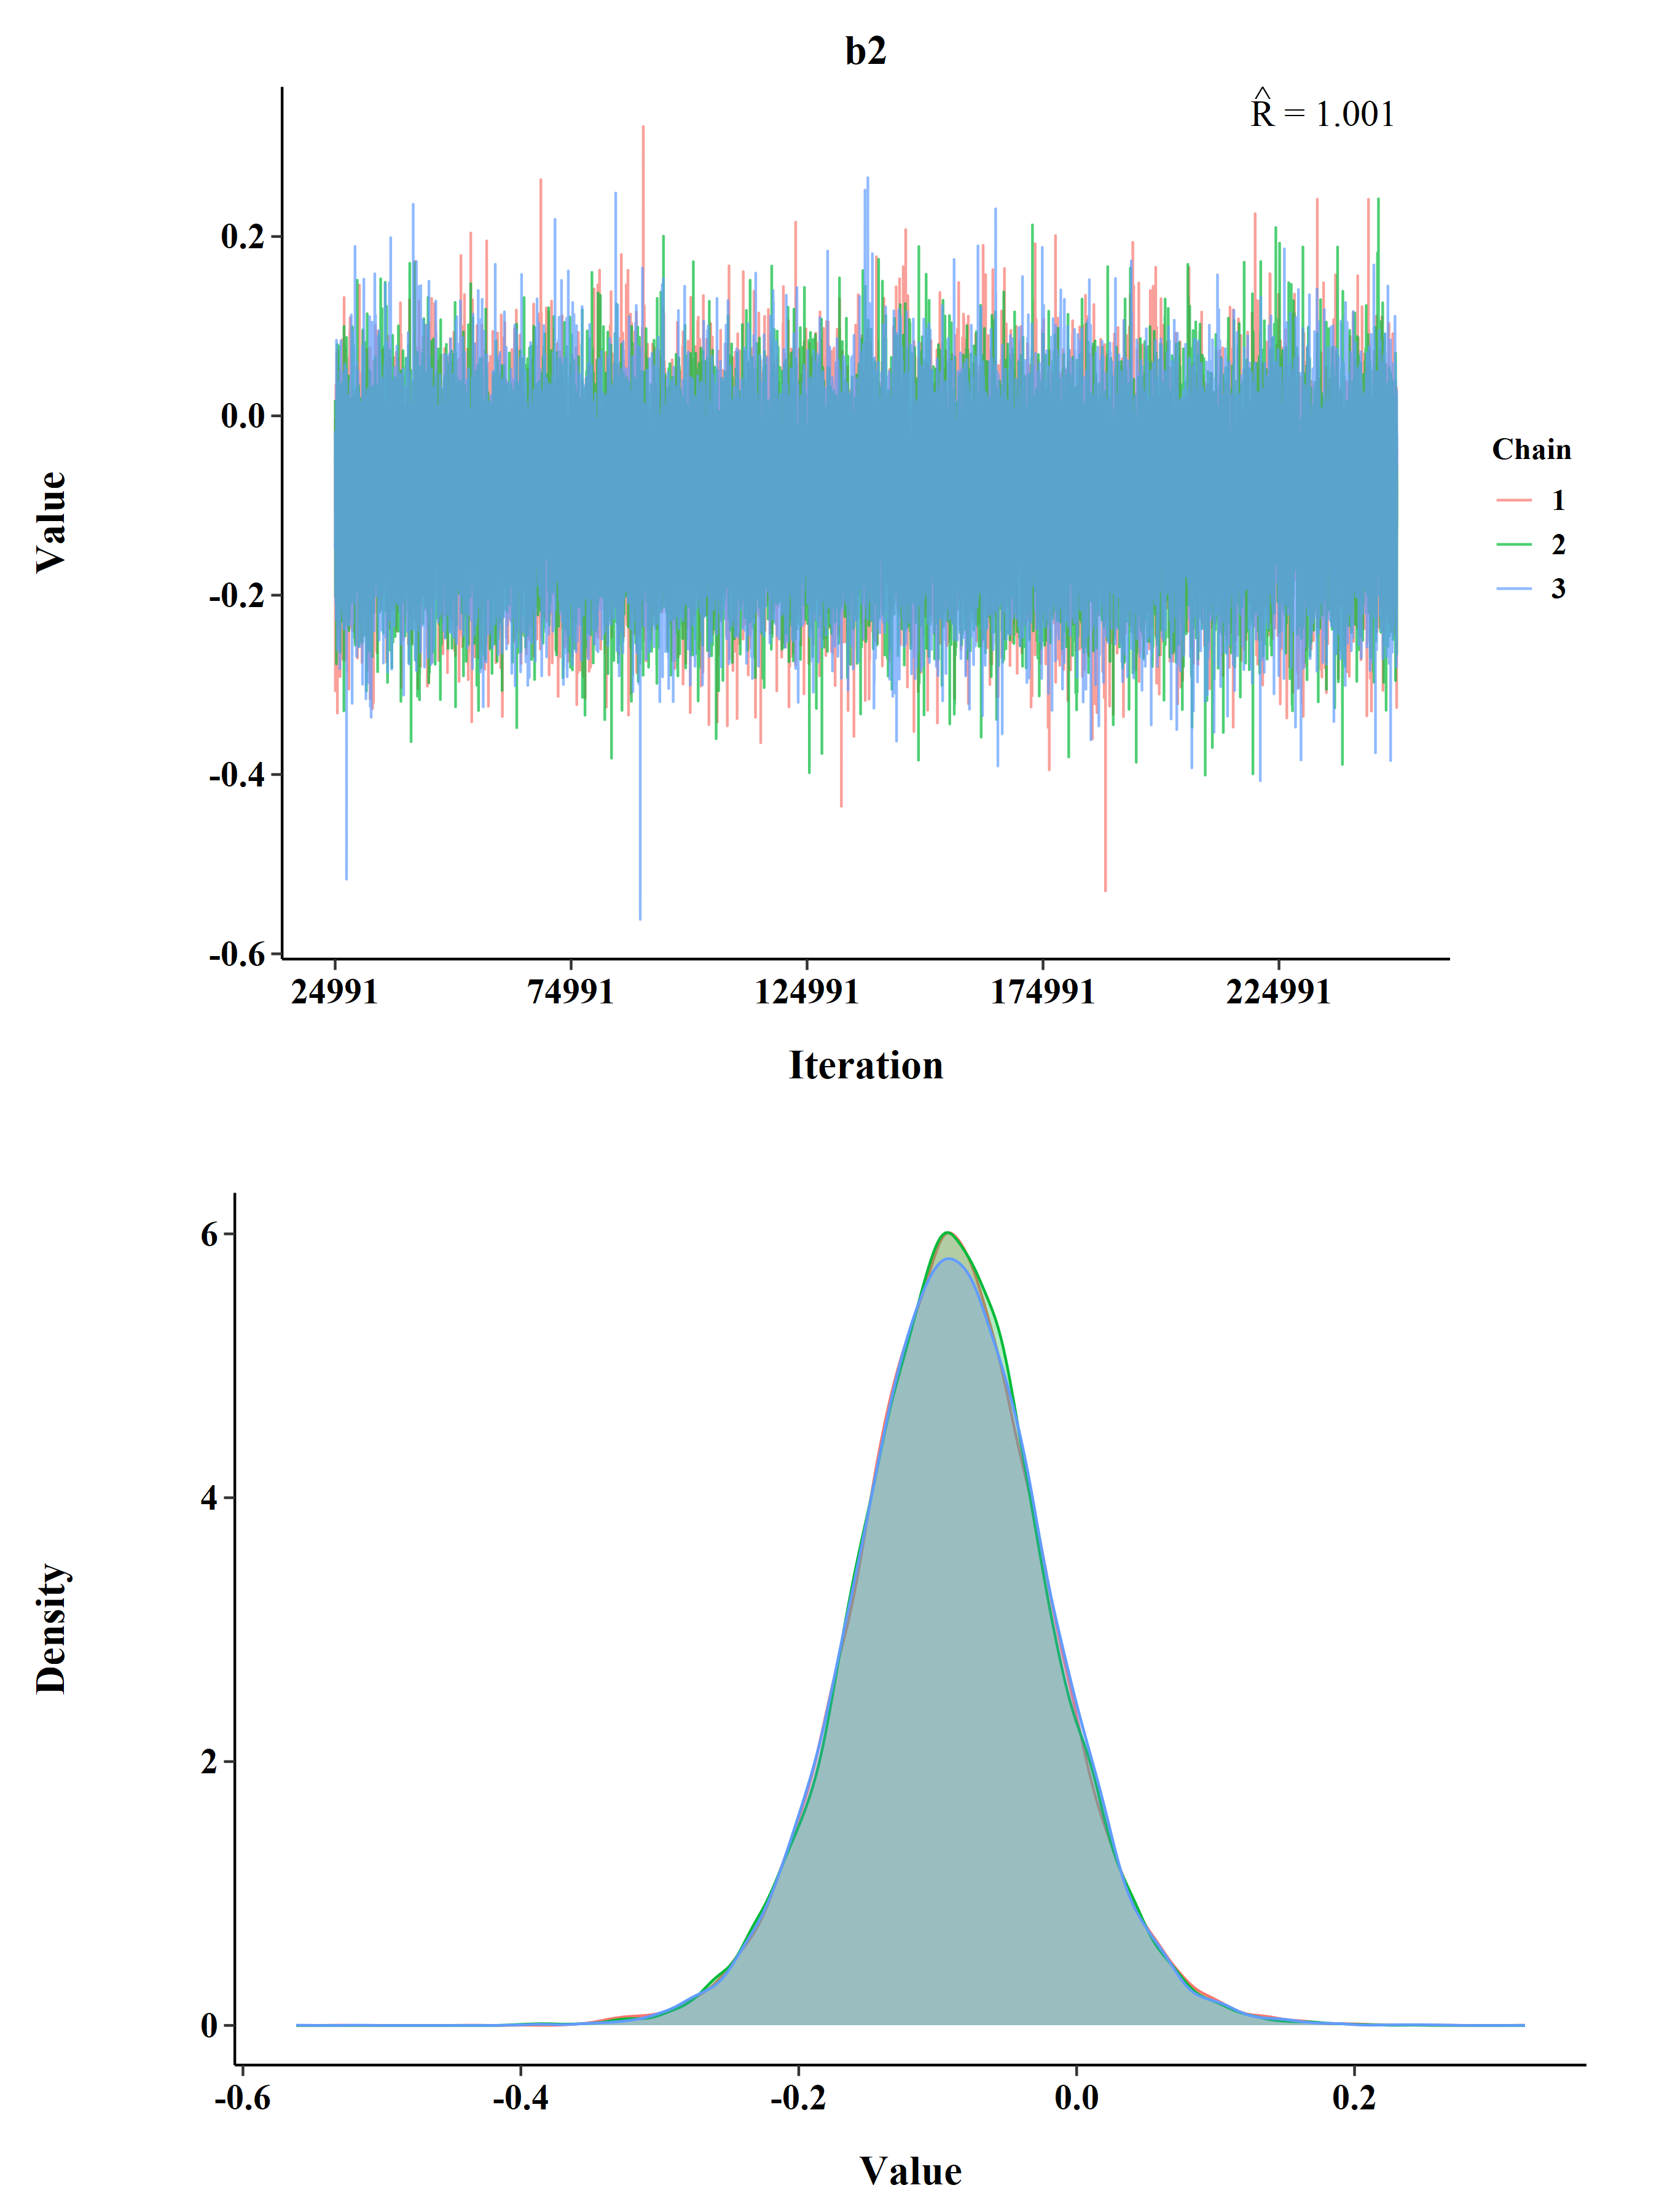 b2
R̂ = 1.001
Value
0.2
0.0
-0.2
-0.4
-0.6
24991 74991 124991 174991 224991
Iteration
Chain
1
2
3
Density
6
4
2
0
-0.6 -0.4 -0.2 0.0 0.2
Value